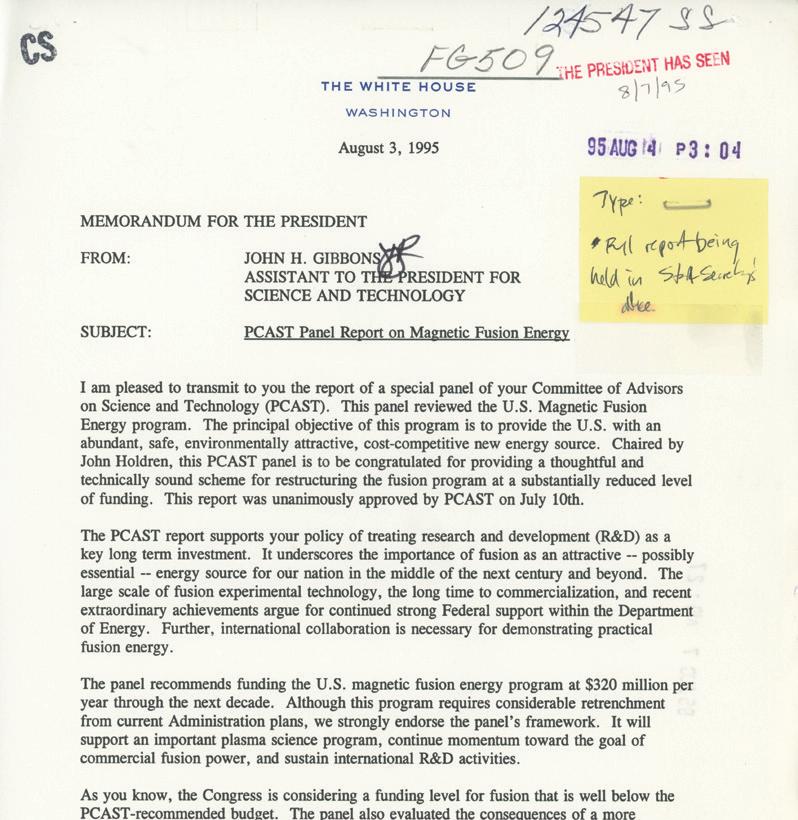 CS
124547 SS
FG509
THE PRESIDENT HAS SEEN
8/7/95
THE WHITE HOUSE
WASHINGTON
August 3, 1995
95 AUG 4 P3:04
Type:
Full report being
held in
MEMORANDUM FOR THE PRESIDENT
FROM: JOHN H. GIBBONS
ASSISTANT TO THE PRESIDENT FOR
SCIENCE AND TECHNOLOGY
SUBJECT: PCAST Panel Report on Magnetic Fusion Energy
I am pleased to transmit to you the report of a special panel of your Committee of Advisors
on Science and Technology (PCAST). This panel reviewed the U.S. Magnetic Fusion
Energy program. The principal objective of this program is to provide the U.S. with an
abundant, safe, environmentally attractive, cost-competitive new energy source. Chaired by
John Holdren, this PCAST panel is to be congratulated for providing a thoughtful and
technically sound scheme for restructuring the fusion program at a substantially reduced level
of funding. This report was unanimously approved by PCAST on July 10th.
The PCAST report supports your policy of treating research and development (R&D) as a
key long term investment. It underscores the importance of fusion as an attractive -- possibly
essential -- energy source for our nation in the middle of the next century and beyond. The
large scale of fusion experimental technology, the long time to commercialization, and recent
extraordinary achievements argue for continued strong Federal support within the Department
of Energy. Further, international collaboration is necessary for demonstrating practical
fusion energy.
The panel recommends funding the U.S. magnetic fusion energy program at $320 million per
year through the next decade. Although this program requires considerable retrenchment
from current Administration plans, we strongly endorse the panel's framework. It will
support an important plasma science program, continue momentum toward the goal of
commercial fusion power, and sustain international R&D activities.
As you know, the Congress is considering a funding level for fusion that is well below the
PCAST-recommended budget. The panel also evaluated the consequences of a more